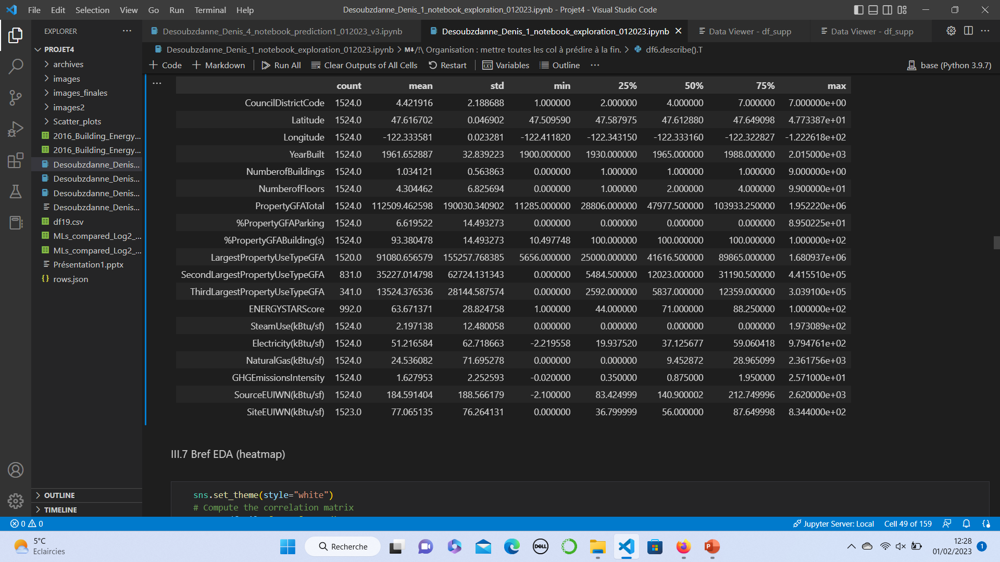 File Edit Selection View Go Run Terminal Help
Desoubzdanne_Denis_1_notebook_exploration_012023.ipynb - Projet4 - Visual Studio Code
EXPLORER
PROJET4
archives
images
images_finales
images2
Scatter_plots
2016_Building_Energy...
2016_Building_Energy...
Desoubzdanne_Denis...
Desoubzdanne_Denis...
Desoubzdanne_Denis...
Desoubzdanne_Denis...
df19.csv
MLs_compared_Log2_...
MLs_compared_Log2_...
Présentation1.pptx
rows.json
OUTLINE
TIMELINE
Desoubzdanne_Denis_4_notebook_prediction1_012023_v3.ipynb
Desoubzdanne_Denis_1_notebook_exploration_012023.ipynb
Data Viewer - df_supp
Data Viewer - df_supp
Desoubzdanne_Denis_1_notebook_exploration_012023.ipynb > M↓/!\ Organisation : mettre toutes les col à prédire à la fin. > df6.describe().T
+ Code + Markdown Run All Clear Outputs of All Cells Restart Variables Outline ... base (Python 3.9.7)
count mean std min 25% 50% 75% max
CouncilDistrictCode 1524.0 4.421916 2.188688 1.000000 2.000000 4.000000 7.000000 7.000000e+00
Latitude 1524.0 47.616702 0.046902 47.509590 47.587975 47.612880 47.649098 4.773387e+01
Longitude 1524.0 -122.333581 0.023281 -122.411820 -122.343150 -122.333160 -122.322827 -1.222618e+02
YearBuilt 1524.0 1961.652887 32.839223 1900.000000 1930.000000 1965.000000 1988.000000 2.015000e+03
NumberofBuildings 1524.0 1.034121 0.563863 0.000000 1.000000 1.000000 1.000000 9.000000e+00
NumberofFloors 1524.0 4.304462 6.825694 0.000000 1.000000 2.000000 4.000000 9.900000e+01
PropertyGFATotal 1524.0 112509.462598 190030.340902 11285.000000 28806.000000 47977.500000 103933.250000 1.952220e+06
%PropertyGFAParking 1524.0 6.619522 14.493273 0.000000 0.000000 0.000000 0.000000 8.950225e+01
%PropertyGFABuilding(s) 1524.0 93.380478 14.493273 10.497748 100.000000 100.000000 100.000000 1.000000e+02
LargestPropertyUseTypeGFA 1520.0 91080.656579 155257.768385 5656.000000 25000.000000 41616.500000 89865.000000 1.680937e+06
SecondLargestPropertyUseTypeGFA 831.0 35227.014798 62724.131343 0.000000 5484.500000 12023.000000 31190.500000 4.415510e+05
ThirdLargestPropertyUseTypeGFA 341.0 13524.376536 28144.587574 0.000000 2592.000000 5837.000000 12359.000000 3.039100e+05
ENERGYSTARScore 992.0 63.671371 28.824758 1.000000 44.000000 71.000000 88.250000 1.000000e+02
SteamUse(kBtu/sf) 1524.0 2.197138 12.480058 0.000000 0.000000 0.000000 0.000000 1.973089e+02
Electricity(kBtu/sf) 1524.0 51.216584 62.718663 -2.219558 19.937520 37.125677 59.060418 9.794761e+02
NaturalGas(kBtu/sf) 1524.0 24.536082 71.695278 0.000000 0.000000 9.452872 28.965099 2.361756e+03
GHGEmissionsIntensity 1524.0 1.627953 2.252593 -0.020000 0.350000 0.875000 1.950000 2.571000e+01
SourceEUIWN(kBtu/sf) 1524.0 184.591404 188.566179 -2.100000 83.424999 140.900002 212.749996 2.620000e+03
SiteEUIWN(kBtu/sf) 1523.0 77.065135 76.264131 0.000000 36.799999 56.000000 87.649998 8.344000e+02
III.7 Bref EDA (heatmap)
sns.set_theme(style="white")
# Compute the correlation matrix
0 0
Jupyter Server: Local Cell 49 of 159
5°C
Eclaircies
Recherche
DELL
12:28
01/02/2023
1